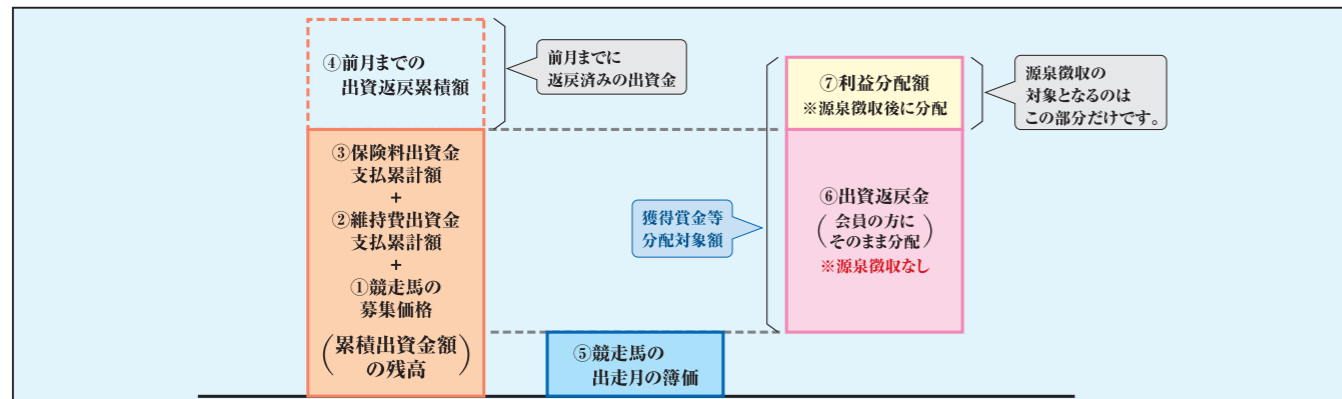 ④前月までの
出資返戻累積額
前月までに
返戻済みの出資金
③保険料出資金
支払累計額
+
②維持費出資金
支払累計額
+
①競走馬の
募集価格
(累積出資金額
の残高)
⑤競走馬の
出走月の簿価
獲得賞金等
分配対象額
⑦利益分配額
※源泉徴収後に分配
⑥出資返戻金
(会員の方に
そのまま分配)
※源泉徴収なし
源泉徴収の
対象となるのは
この部分だけです。